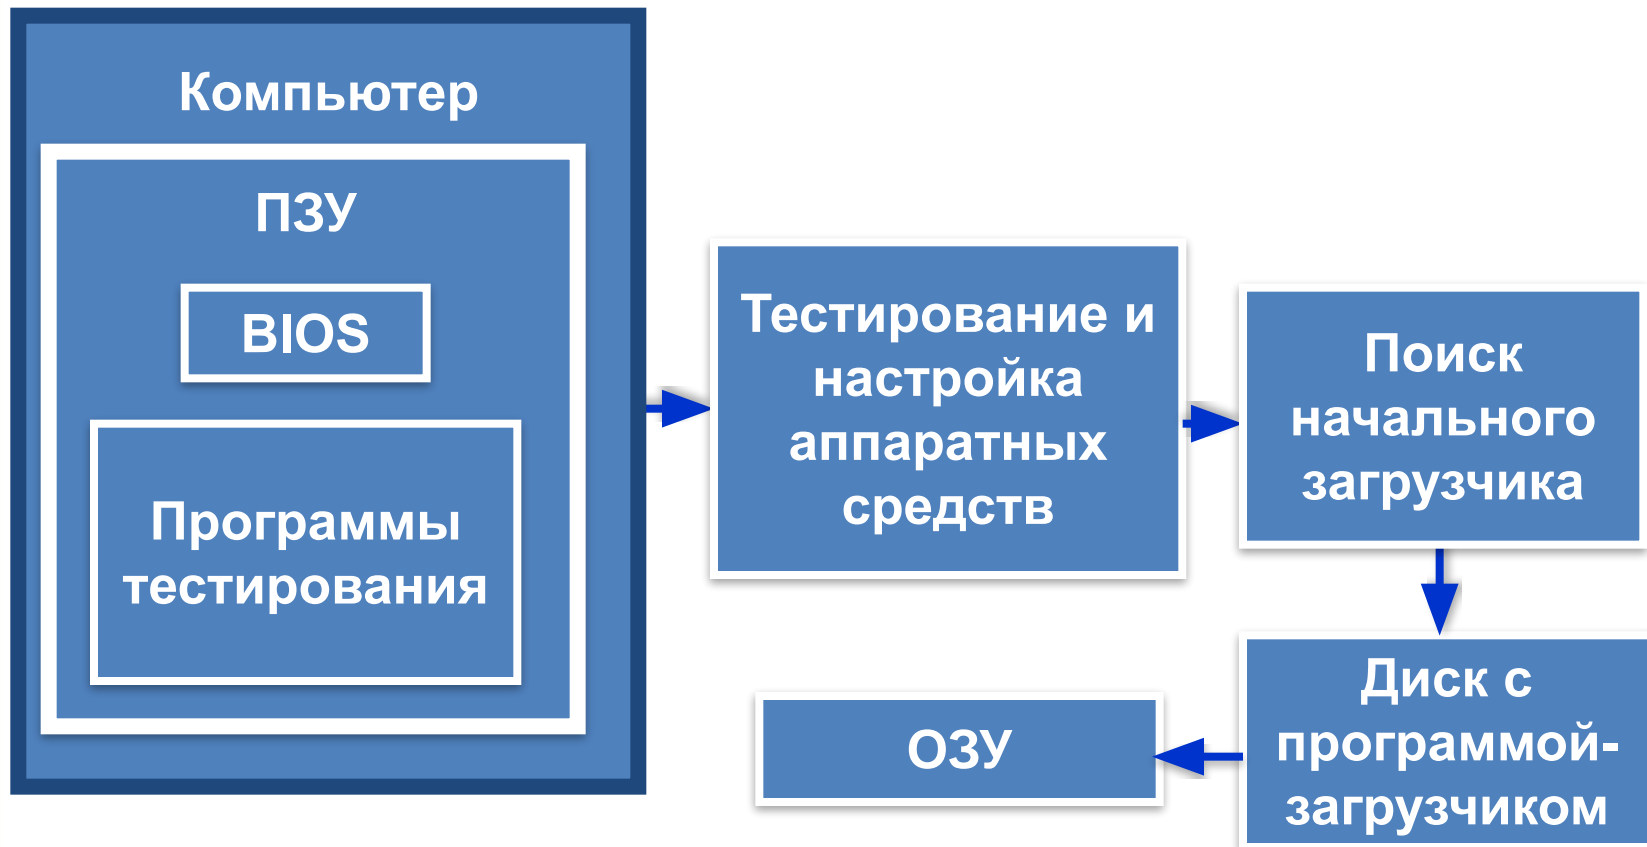 Компьютер
ПЗУ
BIOS
Программы
тестирования
Тестирование и
настройка
аппаратных
средств
Поиск
начального
загрузчика
Диск с
программой-
загрузчиком
ОЗУ